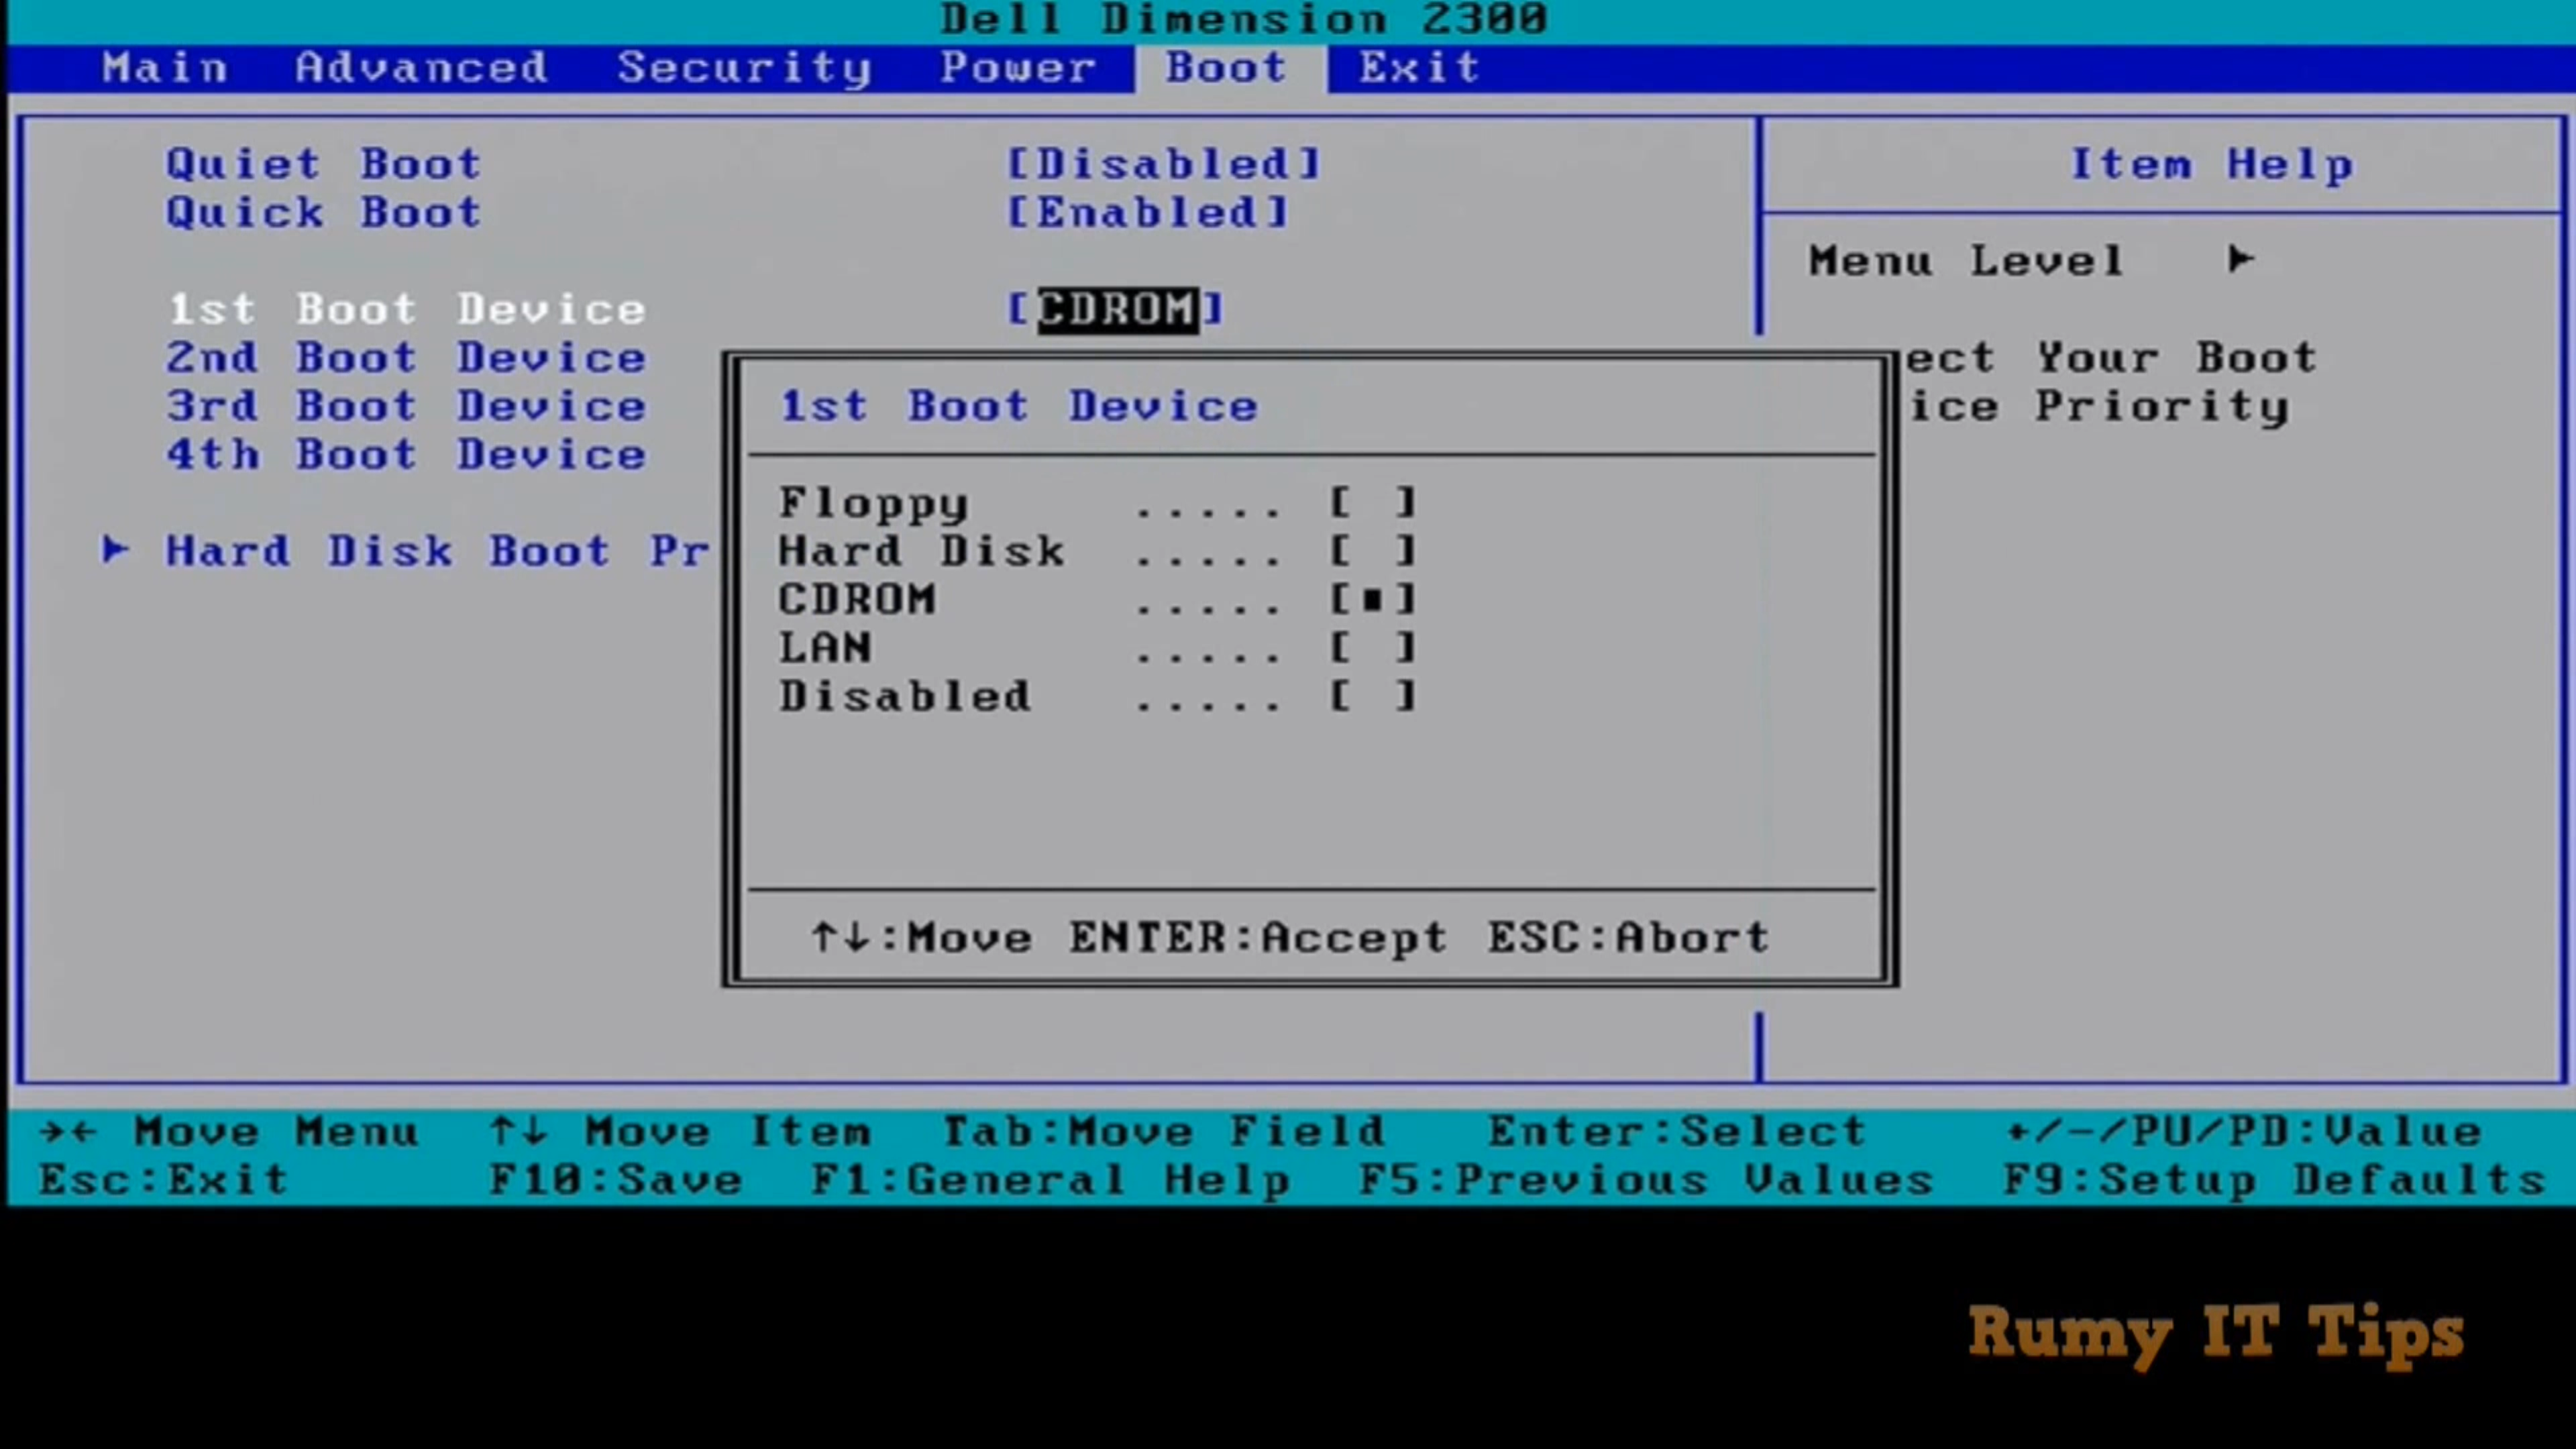 Dell Dimension 2300
Main Advanced Security Power Boot Exit
Quiet Boot [Disabled]
Quick Boot [Enabled]
1st Boot Device [CDROM]
2nd Boot Device
3rd Boot Device
4th Boot Device
▸ Hard Disk Boot Pr
1st Boot Device
Floppy ..... [ ]
Hard Disk ..... [ ]
CDROM ..... [▪]
LAN ..... [ ]
Disabled ..... [ ]
↑↓:Move ENTER:Accept ESC:Abort
Item Help
Menu Level ▸
ect Your Boot
ice Priority
→← Move Menu ↑↓ Move Item Tab:Move Field Enter:Select +/-/PU/PD:Value
Esc:Exit F10:Save F1:General Help F5:Previous Values F9:Setup Defaults
Rumy IT Tips